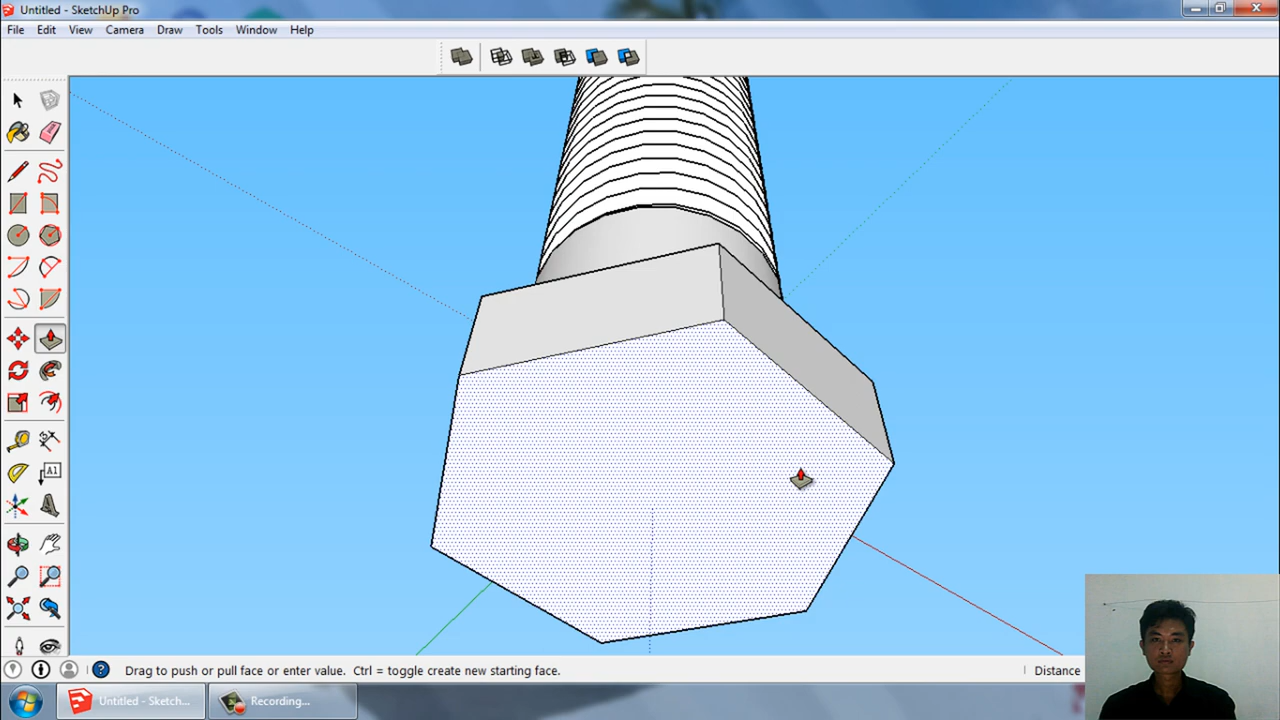 Untitled - SketchUp Pro
File Edit View Camera Draw Tools Window Help
A1
Drag to push or pull face or enter value. Ctrl = toggle create new starting face.
Distance
Untitled - Sketch...
Recording...